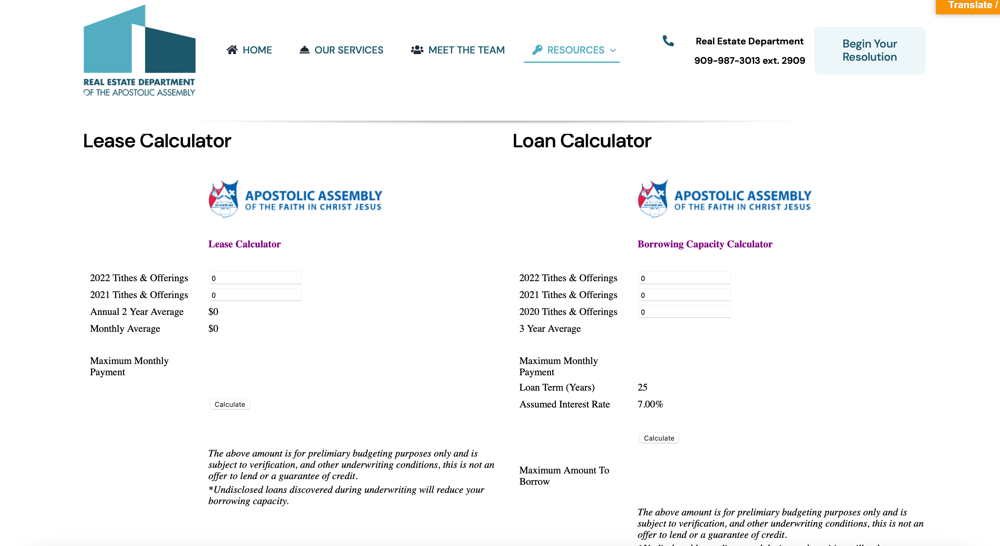 Translate /
REAL ESTATE DEPARTMENT
OF THE APOSTOLIC ASSEMBLY
HOME
OUR SERVICES
MEET THE TEAM
RESOURCES
Real Estate Department
909-987-3013 ext. 2909
Begin Your
Resolution
Lease Calculator
APOSTOLIC ASSEMBLY
OF THE FAITH IN CHRIST JESUS
Lease Calculator
2022 Tithes & Offerings 0
2021 Tithes & Offerings 0
Annual 2 Year Average $0
Monthly Average $0
Maximum Monthly
Payment
Calculate
The above amount is for prelimiary budgeting purposes only and is
subject to verification, and other underwriting conditions, this is not an
offer to lend or a guarantee of credit.
*Undisclosed loans discovered during underwriting will reduce your
borrowing capacity.
Loan Calculator
APOSTOLIC ASSEMBLY
OF THE FAITH IN CHRIST JESUS
Borrowing Capacity Calculator
2022 Tithes & Offerings 0
2021 Tithes & Offerings 0
2020 Tithes & Offerings 0
3 Year Average
Maximum Monthly
Payment
Loan Term (Years) 25
Assumed Interest Rate 7.00%
Calculate
Maximum Amount To
Borrow
The above amount is for prelimiary budgeting purposes only and is
subject to verification, and other underwriting conditions, this is not an
offer to lend or a guarantee of credit.